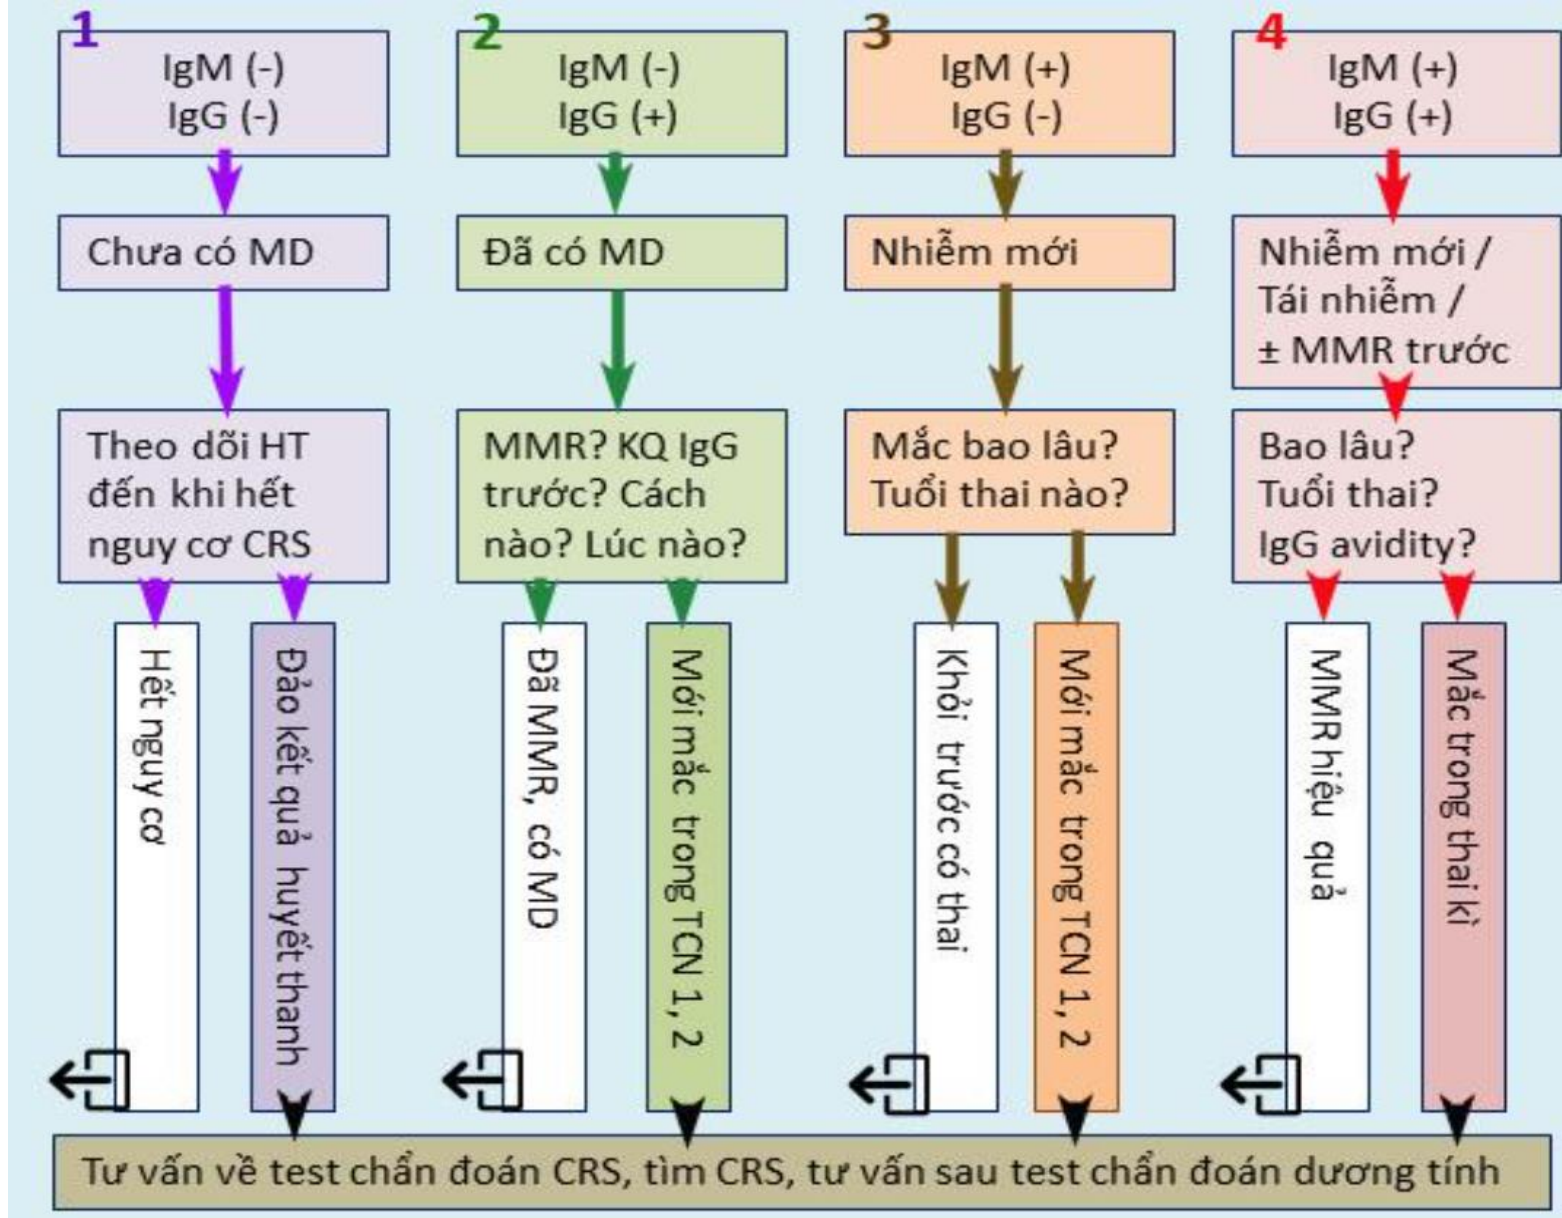 1
IgM (-)
IgG (-)
Chưa có MD
Theo dõi HT
đến khi hết
nguy cơ CRS
Hết nguy cơ
Đảo kết quả huyết thanh
2
IgM (-)
IgG (+)
Đã có MD
MMR? KQ IgG
trước? Cách
nào? Lúc nào?
Đã MMR, có MD
Mới mắc trong TCN 1, 2
3
IgM (+)
IgG (-)
Nhiễm mới
Mắc bao lâu?
Tuổi thai nào?
Khỏi trước có thai
Mới mắc trong TCN 1, 2
4
IgM (+)
IgG (+)
Nhiễm mới /
Tái nhiễm /
± MMR trước
Bao lâu?
Tuổi thai?
IgG avidity?
MMR hiệu quả
Mắc trong thai kì
Tư vấn về test chẩn đoán CRS, tìm CRS, tư vấn sau test chẩn đoán dương tính